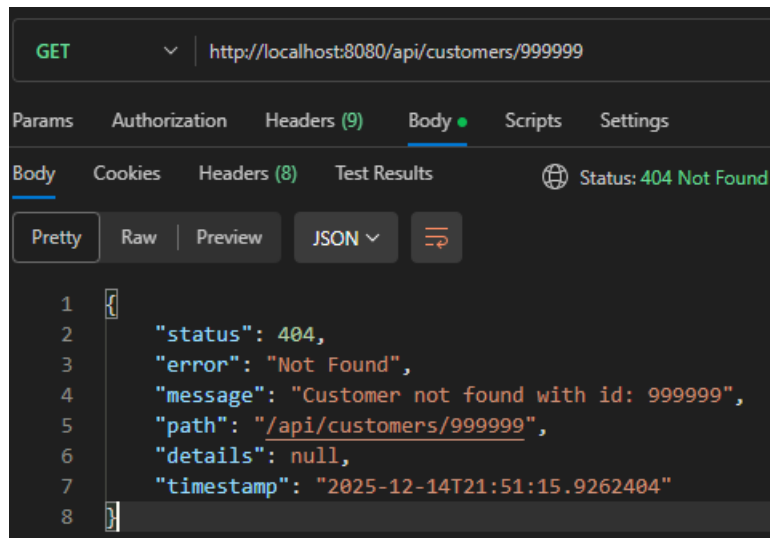 GET http://localhost:8080/api/customers/999999
Params Authorization Headers (9) Body Scripts Settings
Body Cookies Headers (8) Test Results Status: 404 Not Found
Pretty Raw Preview JSON
1 {
2 "status": 404,
3 "error": "Not Found",
4 "message": "Customer not found with id: 999999",
5 "path": "/api/customers/999999",
6 "details": null,
7 "timestamp": "2025-12-14T21:51:15.9262404"
8 }